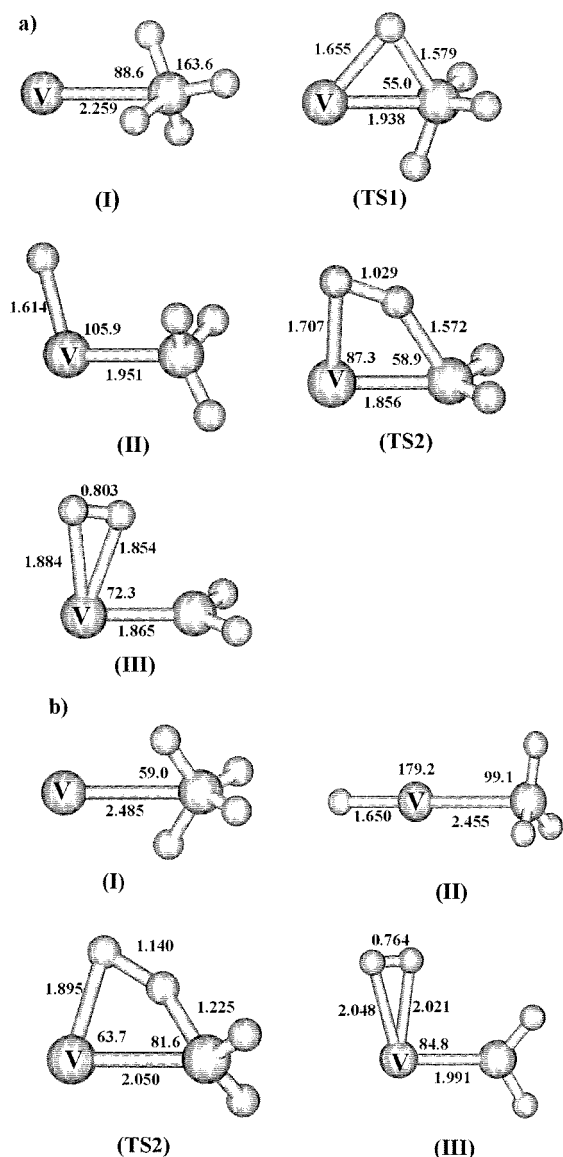 a)
88.6 163.6
V
2.259
(I)
1.655 1.579
55.0
V
1.938
(TS1)
1.614
105.9
V
1.951
(II)
1.029
1.707 1.572
87.3 58.9
V
1.856
(TS2)
0.803
1.884 1.854
72.3
V
1.865
(III)
b)
59.0
V
2.485
(I)
179.2 99.1
V
1.650 2.455
(II)
1.140
1.895 1.225
63.7 81.6
V
2.050
(TS2)
0.764
2.048 2.021
84.8
V
1.991
(III)